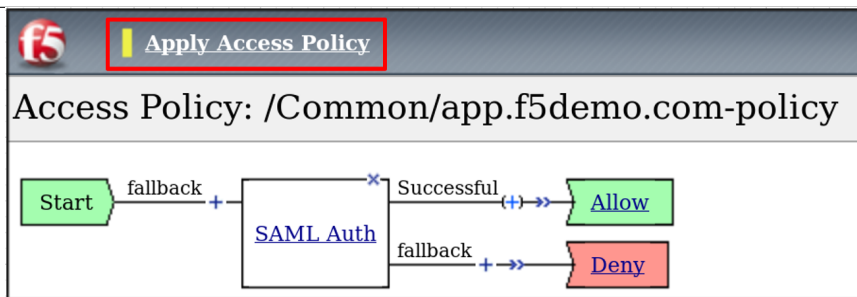 f5
Apply Access Policy
Access Policy: /Common/app.f5demo.com-policy
Start
fallback
+
×
SAML Auth
Successful
(+)
Allow
fallback
+
Deny